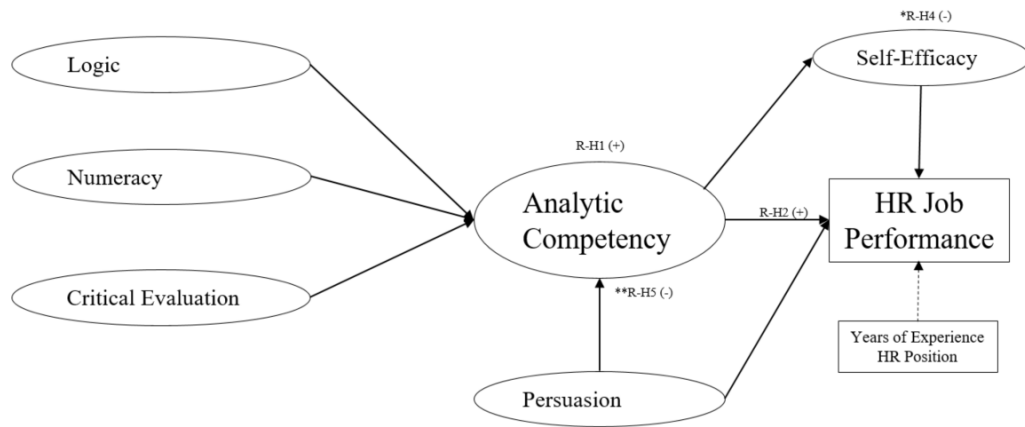 *R-H4 (-)
Logic
Self-Efficacy
R-H1 (+)
Numeracy
Analytic
Competency
R-H2 (+)
HR Job
Performance
Critical Evaluation
**R-H5 (-)
Years of Experience
HR Position
Persuasion